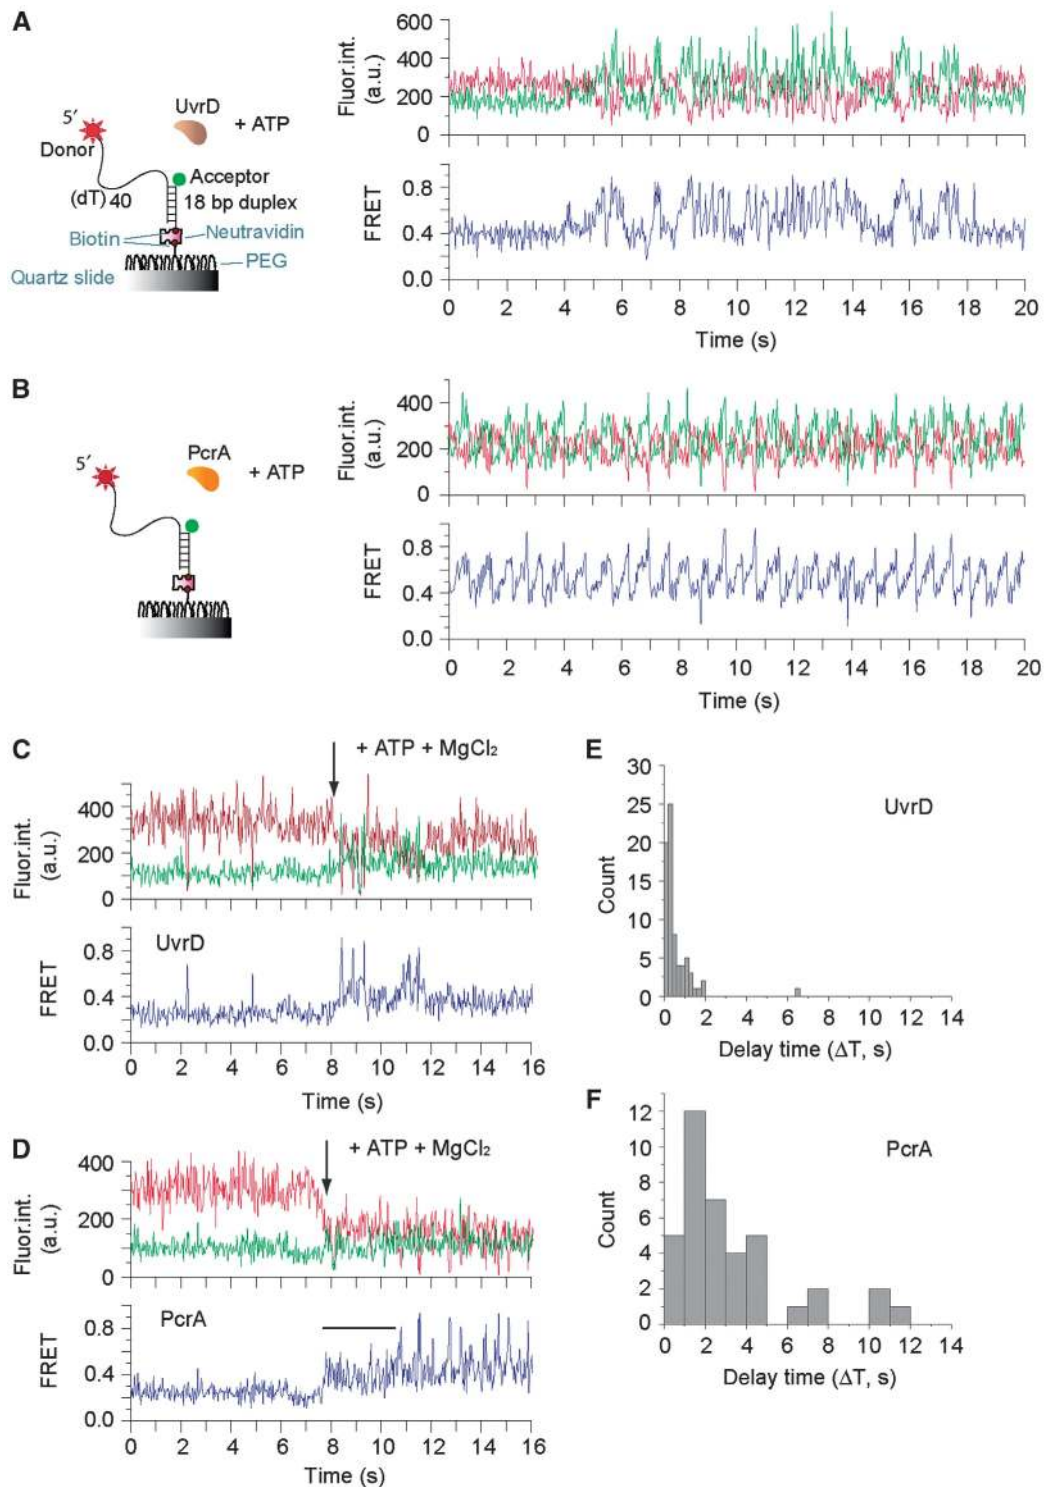 A
5′
UvrD
+ ATP
Donor
Acceptor
(dT) 40
18 bp duplex
Biotin
Neutravidin
PEG
Quartz slide
Fluor.int.
(a.u.)
600
400
200
0
FRET
0.8
0.4
0.0
0 2 4 6 8 10 12 14 16 18 20
Time (s)
B
5′
PcrA
+ ATP
Fluor.int.
(a.u.)
400
200
0
FRET
0.8
0.4
0.0
0 2 4 6 8 10 12 14 16 18 20
Time (s)
C
+ ATP + MgCl₂
Fluor.int.
(a.u.)
400
200
0
UvrD
FRET
0.8
0.4
0.0
0 2 4 6 8 10 12 14 16
Time (s)
D
+ ATP + MgCl₂
Fluor.int.
(a.u.)
400
200
0
PcrA
FRET
0.8
0.4
0.0
0 2 4 6 8 10 12 14 16
Time (s)
E
UvrD
Count
30
25
20
15
10
5
0
0 2 4 6 8 10 12 14
Delay time (ΔT, s)
F
PcrA
Count
12
10
8
6
4
2
0
0 2 4 6 8 10 12 14
Delay time (ΔT, s)